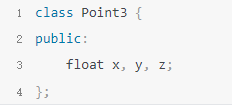 1 class Point3 {
2 public:
3     float x, y, z;
4 };